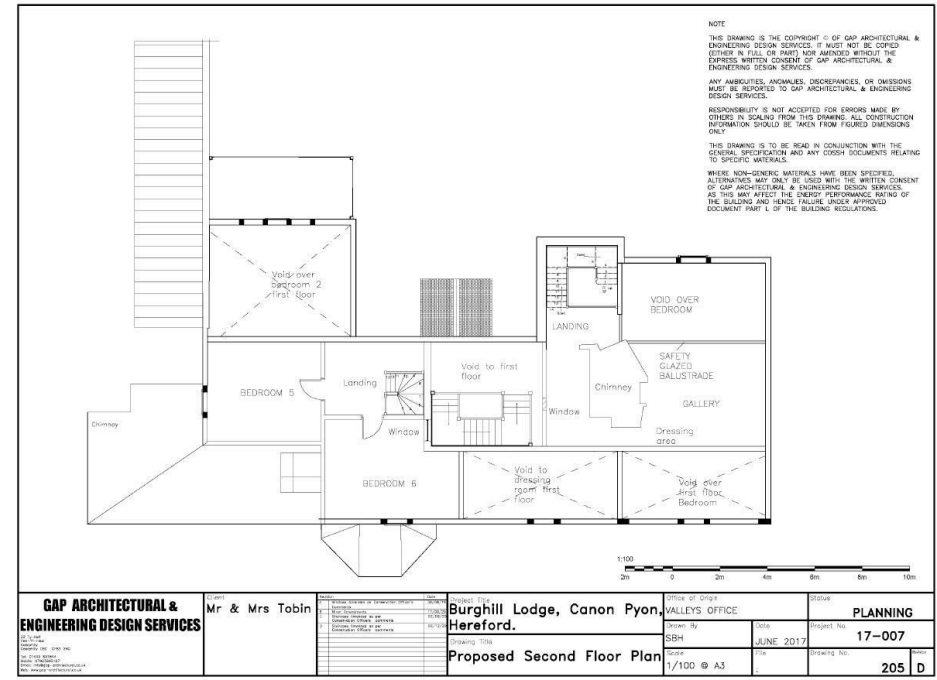 NOTE
THIS DRAWING IS THE COPYRIGHT © OF GAP ARCHITECTURAL &
ENGINEERING DESIGN SERVICES. IT MUST NOT BE COPIED
(EITHER IN FULL OR PART) NOR AMENDED WITHOUT THE
EXPRESS WRITTEN CONSENT OF GAP ARCHITECTURAL &
ENGINEERING DESIGN SERVICES.
ANY AMBIGUITIES, ANOMALIES, DISCREPANCIES, OR OMISSIONS
MUST BE REPORTED TO GAP ARCHITECTURAL & ENGINEERING
DESIGN SERVICES.
RESPONSIBILITY IS NOT ACCEPTED FOR ERRORS MADE BY
OTHERS IN SCALING FROM THIS DRAWING. ALL CONSTRUCTION
INFORMATION SHOULD BE TAKEN FROM FIGURED DIMENSIONS
ONLY
THIS DRAWING IS TO BE READ IN CONJUNCTION WITH THE
GENERAL SPECIFICATION AND ANY COSSH DOCUMENTS RELATING
TO SPECIFIC MATERIALS.
WHERE NON-GENERIC MATERIALS HAVE BEEN SPECIFIED,
ALTERNATIVES MAY ONLY BE USED WITH THE WRITTEN CONSENT
OF GAP ARCHITECTURAL & ENGINEERING DESIGN SERVICES.
AS THIS MAY AFFECT THE ENERGY PERFORMANCE RATING OF
THE BUILDING AND HENCE FAILURE UNDER APPROVED
DOCUMENT PART L OF THE BUILDING REGULATIONS.
Void over
bedroom 2
first floor
VOID OVER
BEDROOM
LANDING
SAFETY
GLAZED
BALUSTRADE
GALLERY
Chimney
Dressing
area
Window
Void to first
floor
Landing
BEDROOM 5
Window
Chimney
BEDROOM 6
Void to
dressing
room first
floor
Void over
first floor
Bedroom
1:100
2m 0 2m 4m 6m 8m 10m
GAP ARCHITECTURAL &
ENGINEERING DESIGN SERVICES
Client
Mr & Mrs Tobin
Project Title
Burghill Lodge, Canon Pyon,
Hereford.
Drawing Title
Proposed Second Floor Plan
Office of Origin
VALLEYS OFFICE
Status
PLANNING
Drawn By
SBH
Date
JUNE 2017
Project No.
17-007
Scale
1/100 @ A3
File
Drawing No.
205
D